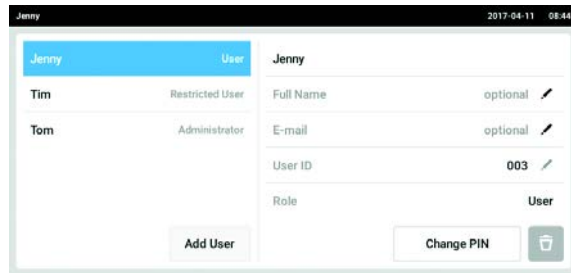 Jenny 2017-04-11 08:44
Jenny User
Tim Restricted User
Tom Administrator
Add User
Jenny
Full Name optional
E-mail optional
User ID 003
Role User
Change PIN